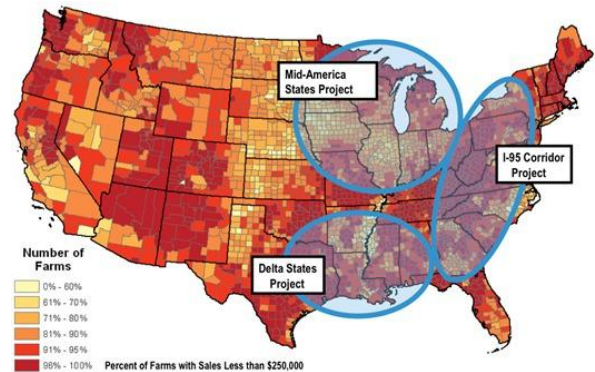 Mid-America
States Project
I-95 Corridor
Project
Delta States
Project
Number of
Farms
0% - 60%
61% - 70%
71% - 80%
81% - 90%
91% - 95%
96% - 100%
Percent of Farms with Sales Less than $250,000